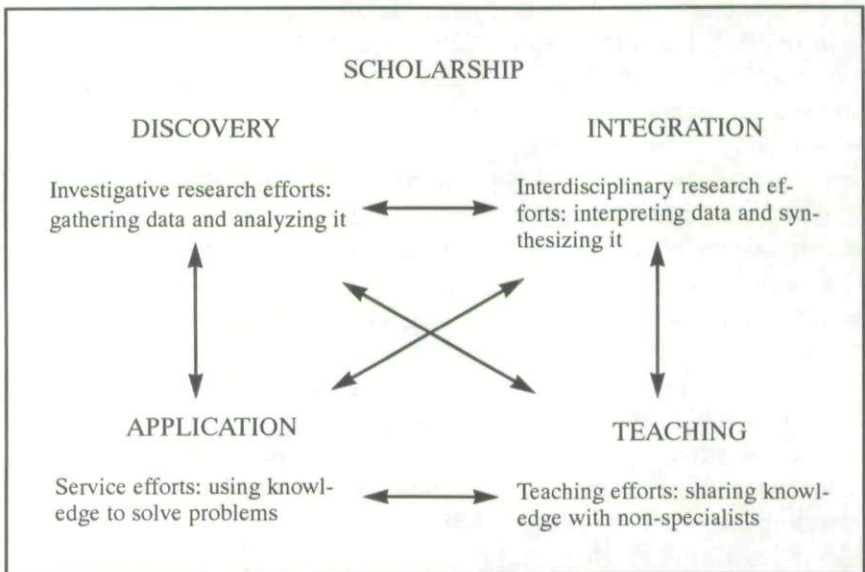 SCHOLARSHIP
DISCOVERY
Investigative research efforts:
gathering data and analyzing it
INTEGRATION
Interdisciplinary research ef-
forts: interpreting data and syn-
thesizing it
APPLICATION
Service efforts: using knowl-
edge to solve problems
TEACHING
Teaching efforts: sharing knowl-
edge with non-specialists